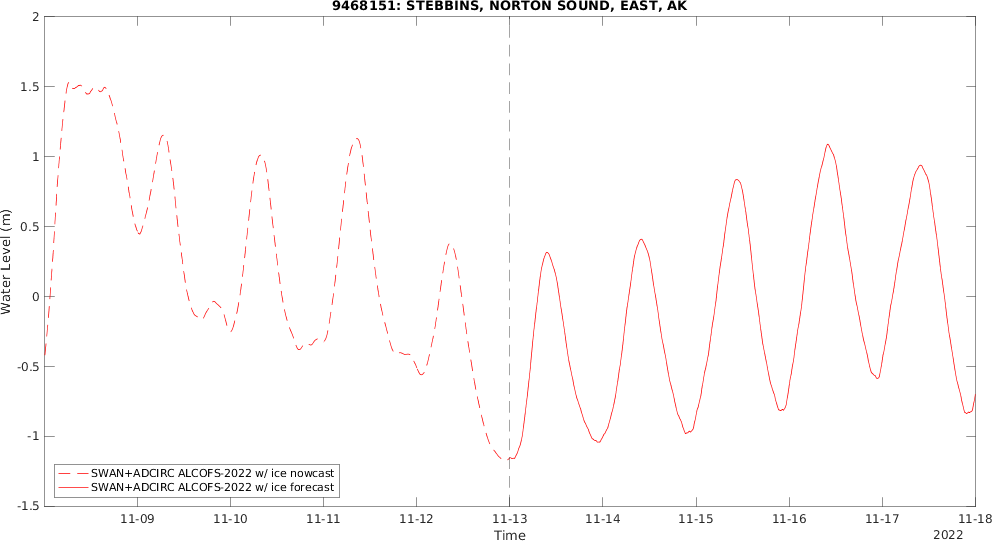 9468151: STEBBINS, NORTON SOUND, EAST, AK
2
1.5
1
0.5
0
-0.5
-1
-1.5
Water Level (m)
SWAN+ADCIRC ALCOFS-2022 w/ ice nowcast
SWAN+ADCIRC ALCOFS-2022 w/ ice forecast
11-09 11-10 11-11 11-12 11-13 11-14 11-15 11-16 11-17 11-18
Time
2022